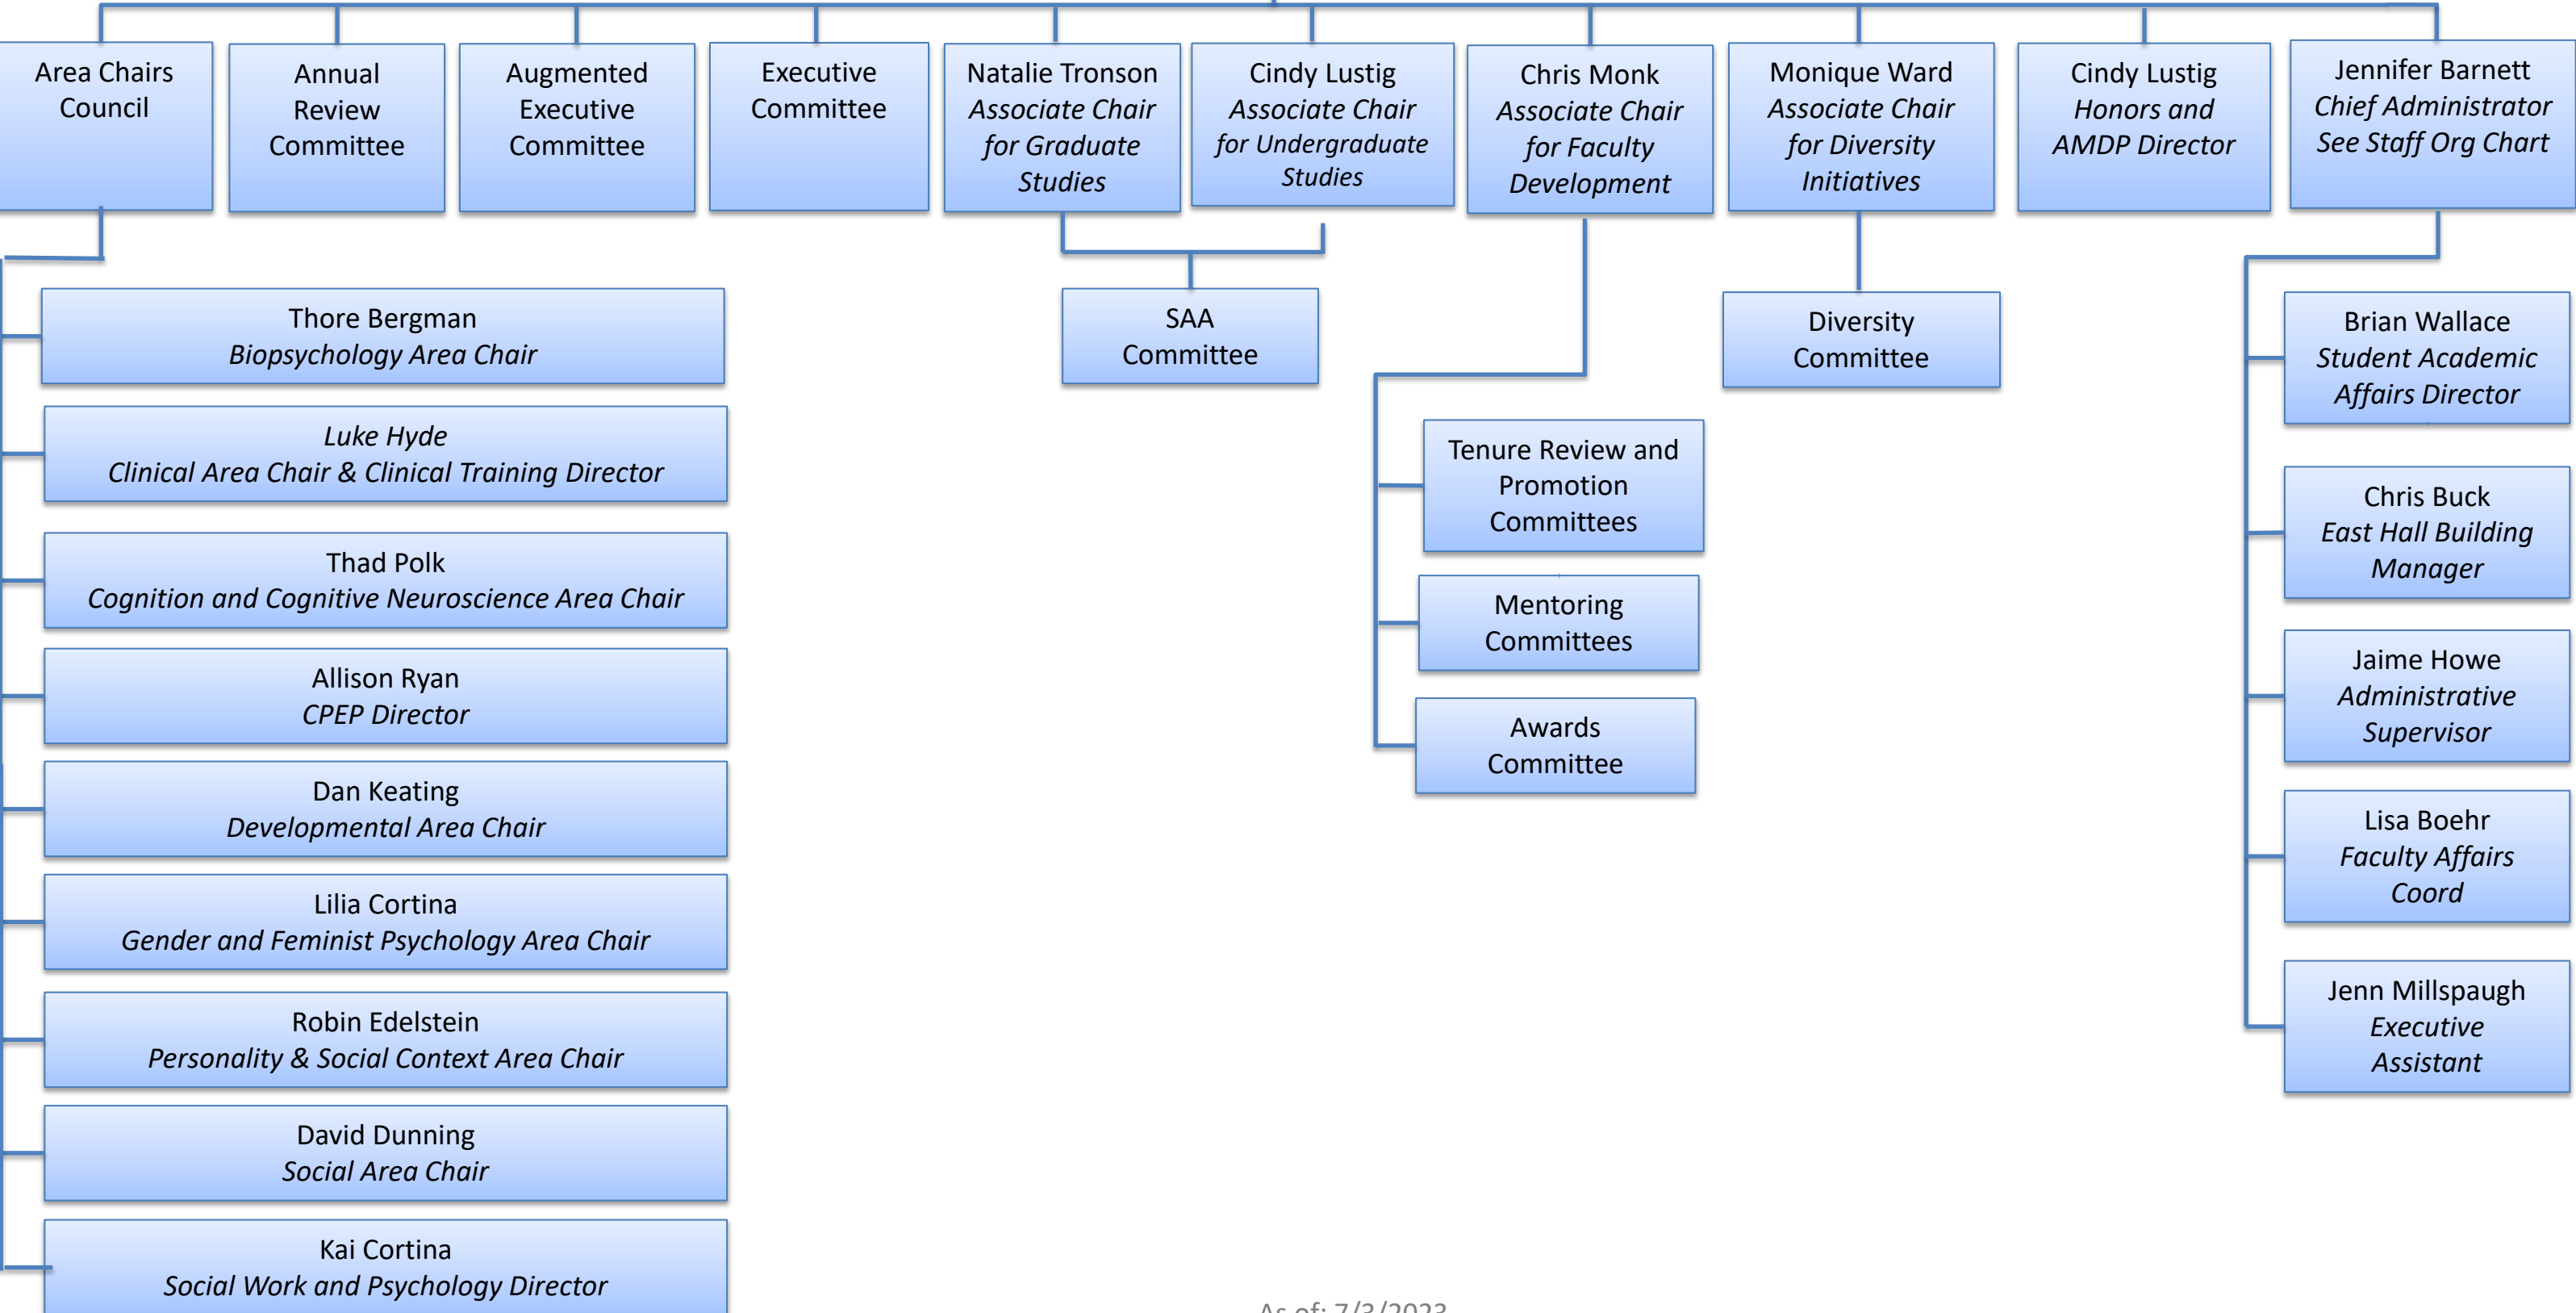 Area Chairs
Council
Annual
Review
Committee
Augmented
Executive
Committee
Executive
Committee
Natalie Tronson
Associate Chair
for Graduate
Studies
Cindy Lustig
Associate Chair
for Undergraduate
Studies
Chris Monk
Associate Chair
for Faculty
Development
Monique Ward
Associate Chair
for Diversity
Initiatives
Cindy Lustig
Honors and
AMDP Director
Jennifer Barnett
Chief Administrator
See Staff Org Chart
Thore Bergman
Biopsychology Area Chair
Luke Hyde
Clinical Area Chair & Clinical Training Director
Thad Polk
Cognition and Cognitive Neuroscience Area Chair
Allison Ryan
CPEP Director
Dan Keating
Developmental Area Chair
Lilia Cortina
Gender and Feminist Psychology Area Chair
Robin Edelstein
Personality & Social Context Area Chair
David Dunning
Social Area Chair
Kai Cortina
Social Work and Psychology Director
SAA
Committee
Tenure Review and
Promotion
Committees
Mentoring
Committees
Awards
Committee
Diversity
Committee
Brian Wallace
Student Academic
Affairs Director
Chris Buck
East Hall Building
Manager
Jaime Howe
Administrative
Supervisor
Lisa Boehr
Faculty Affairs
Coord
Jenn Millspaugh
Executive
Assistant
As of: 7/3/2023